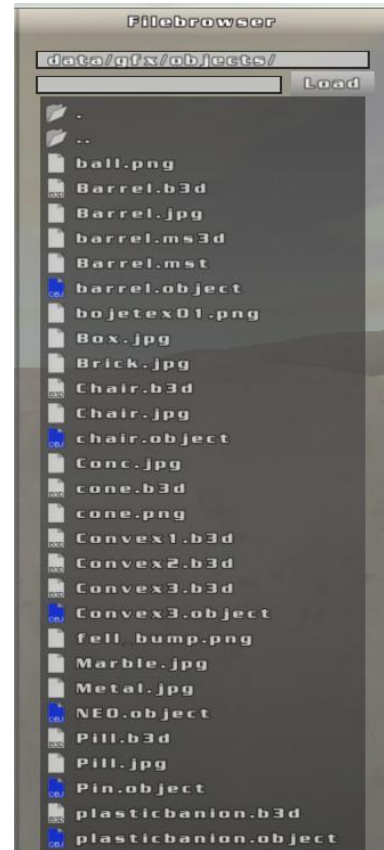 Filebrowser
data/gfx/objects/
Load
.
..
ball.png
Barrel.b3d
Barrel.jpg
barrel.ms3d
Barrel.mst
barrel.object
bojetex01.png
Box.jpg
Brick.jpg
Chair.b3d
Chair.jpg
chair.object
Conc.jpg
cone.b3d
cone.png
Convex1.b3d
Convex2.b3d
Convex3.b3d
Convex3.object
fell_bump.png
Marble.jpg
Metal.jpg
NEO.object
Pill.b3d
Pill.jpg
Pin.object
plasticbanion.b3d
plasticbanion.object